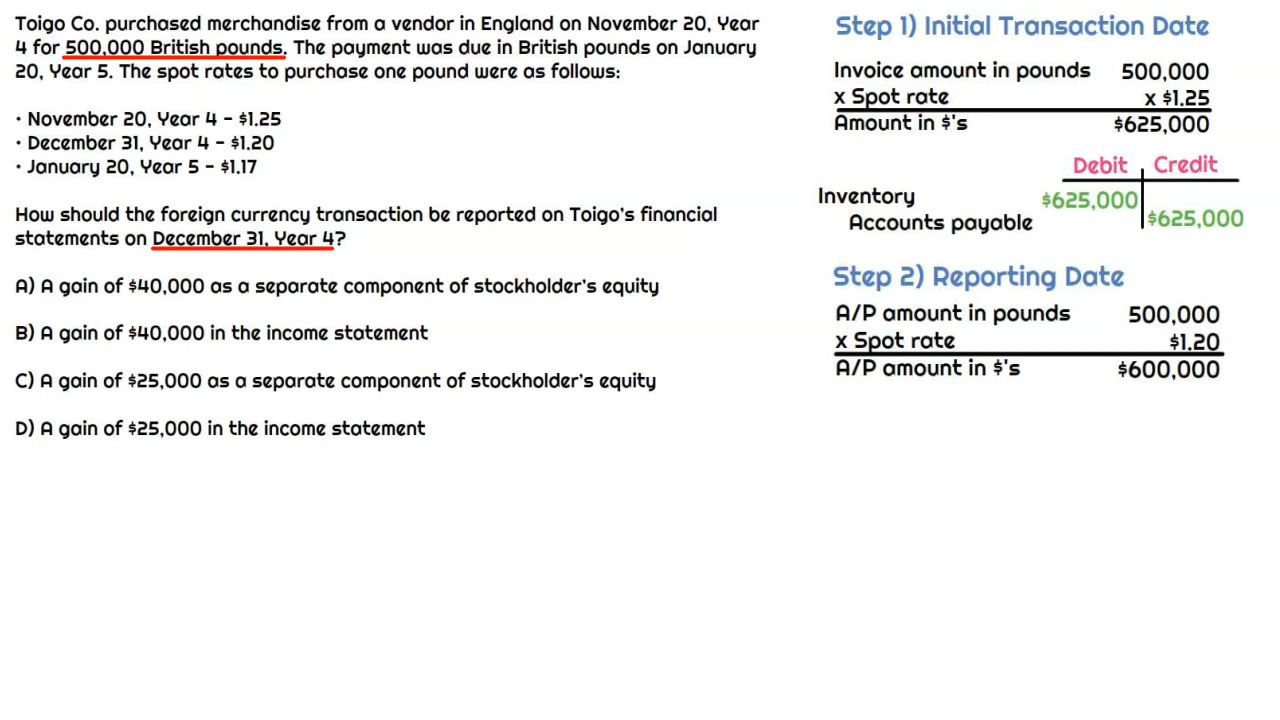 Toigo Co. purchased merchandise from a vendor in England on November 20, Year
4 for 500,000 British pounds. The payment was due in British pounds on January
20, Year 5. The spot rates to purchase one pound were as follows:
• November 20, Year 4 - $1.25
• December 31, Year 4 - $1.20
• January 20, Year 5 - $1.17
How should the foreign currency transaction be reported on Toigo's financial
statements on December 31, Year 4?
A) A gain of $40,000 as a separate component of stockholder's equity
B) A gain of $40,000 in the income statement
C) A gain of $25,000 as a separate component of stockholder's equity
D) A gain of $25,000 in the income statement
Step 1) Initial Transaction Date
Invoice amount in pounds 500,000
x Spot rate x $1.25
Amount in $'s $625,000
Debit Credit
Inventory $625,000
Accounts payable $625,000
Step 2) Reporting Date
A/P amount in pounds 500,000
x Spot rate $1.20
A/P amount in $'s $600,000